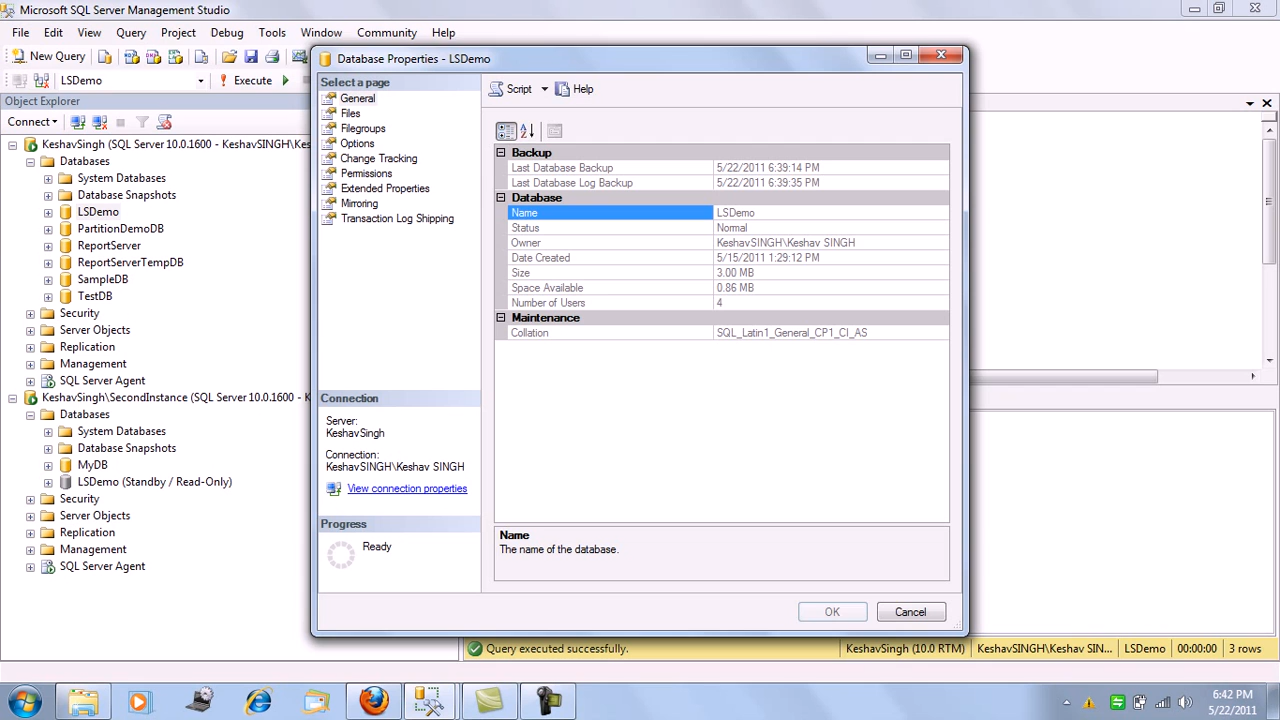 Microsoft SQL Server Management Studio
File Edit View Query Project Debug Tools Window Community Help
New Query
LSDemo
Execute
Object Explorer
Connect
KeshavSingh (SQL Server 10.0.1600 - KeshavSINGH\Kes
Databases
System Databases
Database Snapshots
LSDemo
PartitionDemoDB
ReportServer
ReportServerTempDB
SampleDB
TestDB
Security
Server Objects
Replication
Management
SQL Server Agent
KeshavSingh\SecondInstance (SQL Server 10.0.1600 - K
Databases
System Databases
Database Snapshots
MyDB
LSDemo (Standby / Read-Only)
Security
Server Objects
Replication
Management
SQL Server Agent
Database Properties - LSDemo
Select a page
General
Files
Filegroups
Options
Change Tracking
Permissions
Extended Properties
Mirroring
Transaction Log Shipping
Connection
Server:
KeshavSingh
Connection:
KeshavSINGH\Keshav SINGH
View connection properties
Progress
Ready
Script Help
Backup
Last Database Backup 5/22/2011 6:39:14 PM
Last Database Log Backup 5/22/2011 6:39:35 PM
Database
Name LSDemo
Status Normal
Owner KeshavSINGH\Keshav SINGH
Date Created 5/15/2011 1:29:12 PM
Size 3.00 MB
Space Available 0.86 MB
Number of Users 4
Maintenance
Collation SQL_Latin1_General_CP1_CI_AS
Name
The name of the database.
OK Cancel
Query executed successfully. KeshavSingh (10.0 RTM) KeshavSINGH\Keshav SIN... LSDemo 00:00:00 3 rows
6:42 PM
5/22/2011